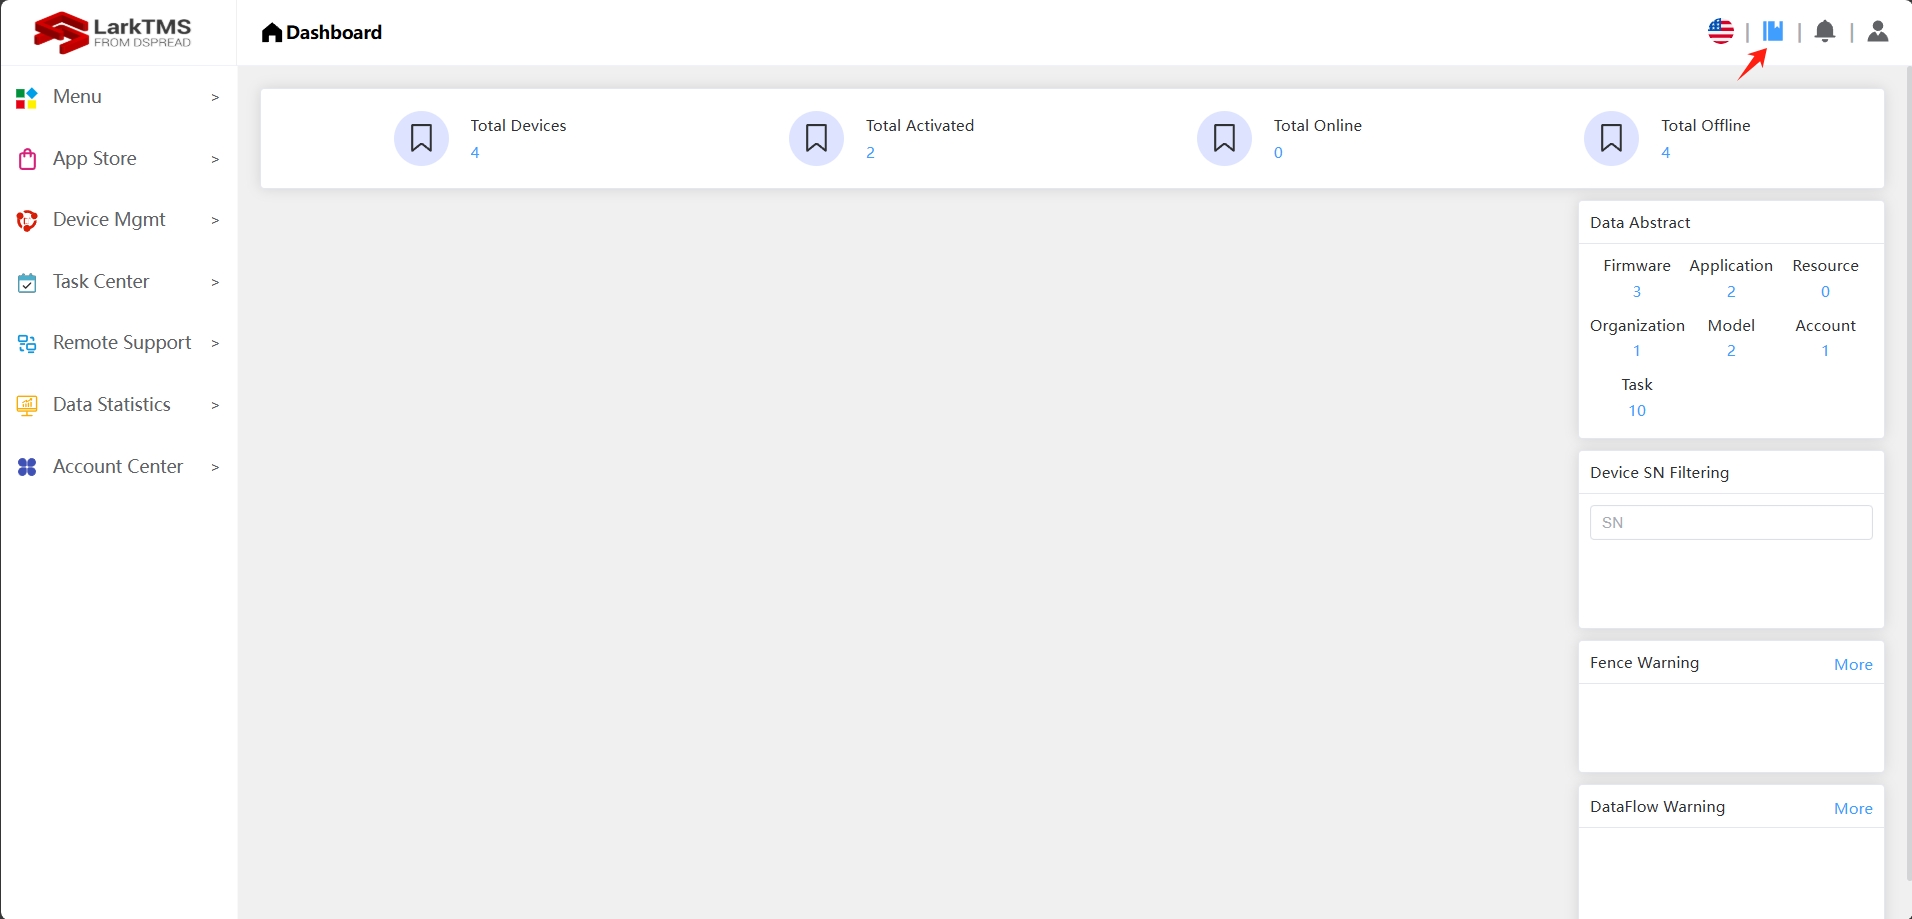 LarkTMS
FROM DSPREAD
Dashboard
Menu >
App Store >
Device Mgmt >
Task Center >
Remote Support >
Data Statistics >
Account Center >
Total Devices
4
Total Activated
2
Total Online
0
Total Offline
4
Data Abstract
Firmware Application Resource
3 2 0
Organization Model Account
1 2 1
Task
10
Device SN Filtering
SN
Fence Warning More
DataFlow Warning More